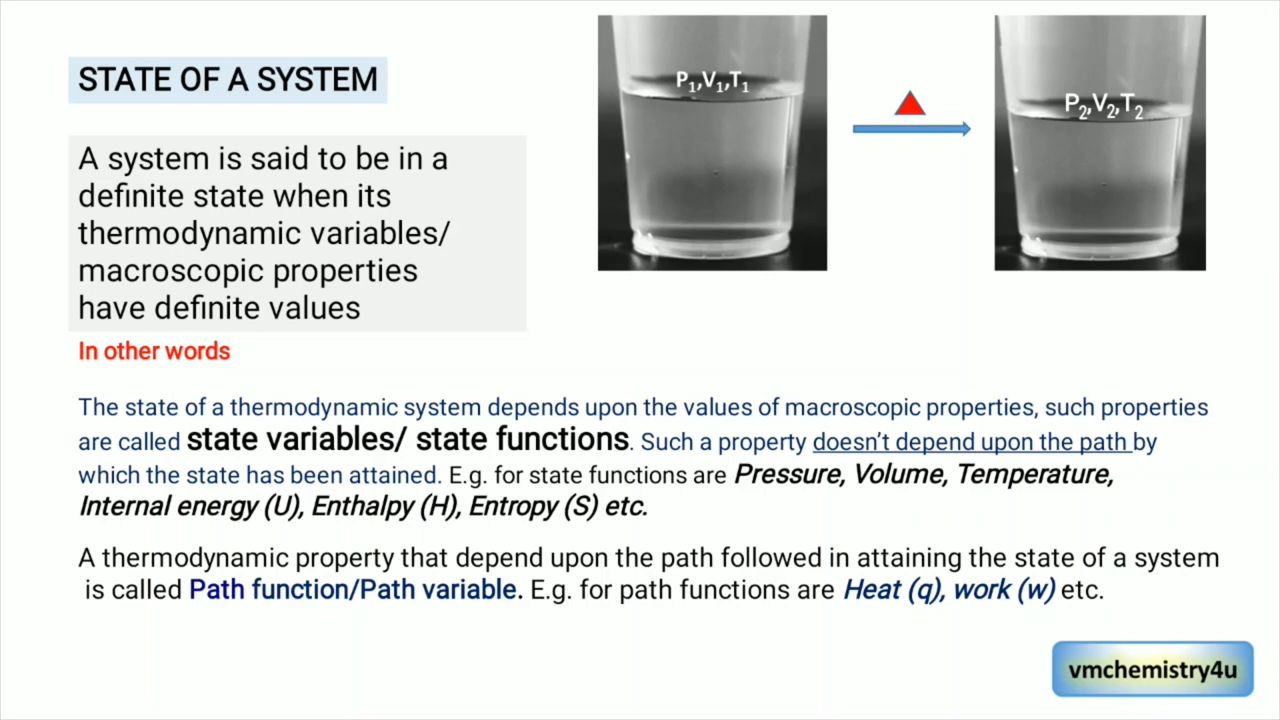 STATE OF A SYSTEM
P1,V1,T1
P2,V2,T2
A system is said to be in a
definite state when its
thermodynamic variables/
macroscopic properties
have definite values
In other words
The state of a thermodynamic system depends upon the values of macroscopic properties, such properties
are called state variables/ state functions. Such a property doesn't depend upon the path by
which the state has been attained. E.g. for state functions are Pressure, Volume, Temperature,
Internal energy (U), Enthalpy (H), Entropy (S) etc.
A thermodynamic property that depend upon the path followed in attaining the state of a system
is called Path function/Path variable. E.g. for path functions are Heat (q), work (w) etc.
vmchemistry4u